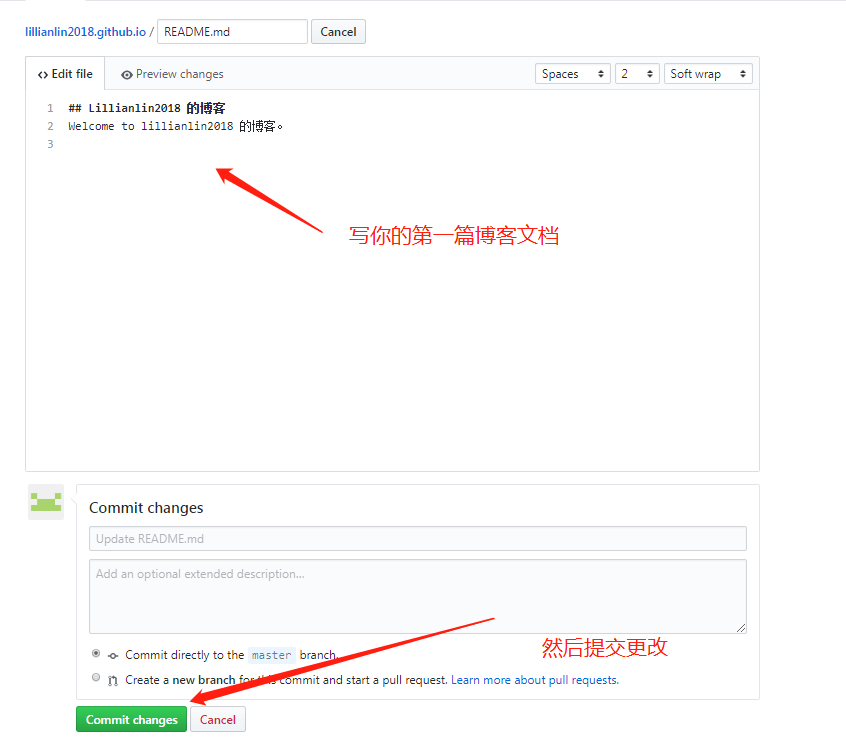 lillianlin2018.github.io / README.md Cancel
Edit file Preview changes Spaces 2 Soft wrap
1 ## Lillianlin2018 的博客
2 Welcome to lillianlin2018 的博客。
3
写你的第一篇博客文档
Commit changes
Update README.md
Add an optional extended description...
然后提交更改
Commit directly to the master branch.
Create a new branch for this commit and start a pull request. Learn more about pull requests.
Commit changes Cancel